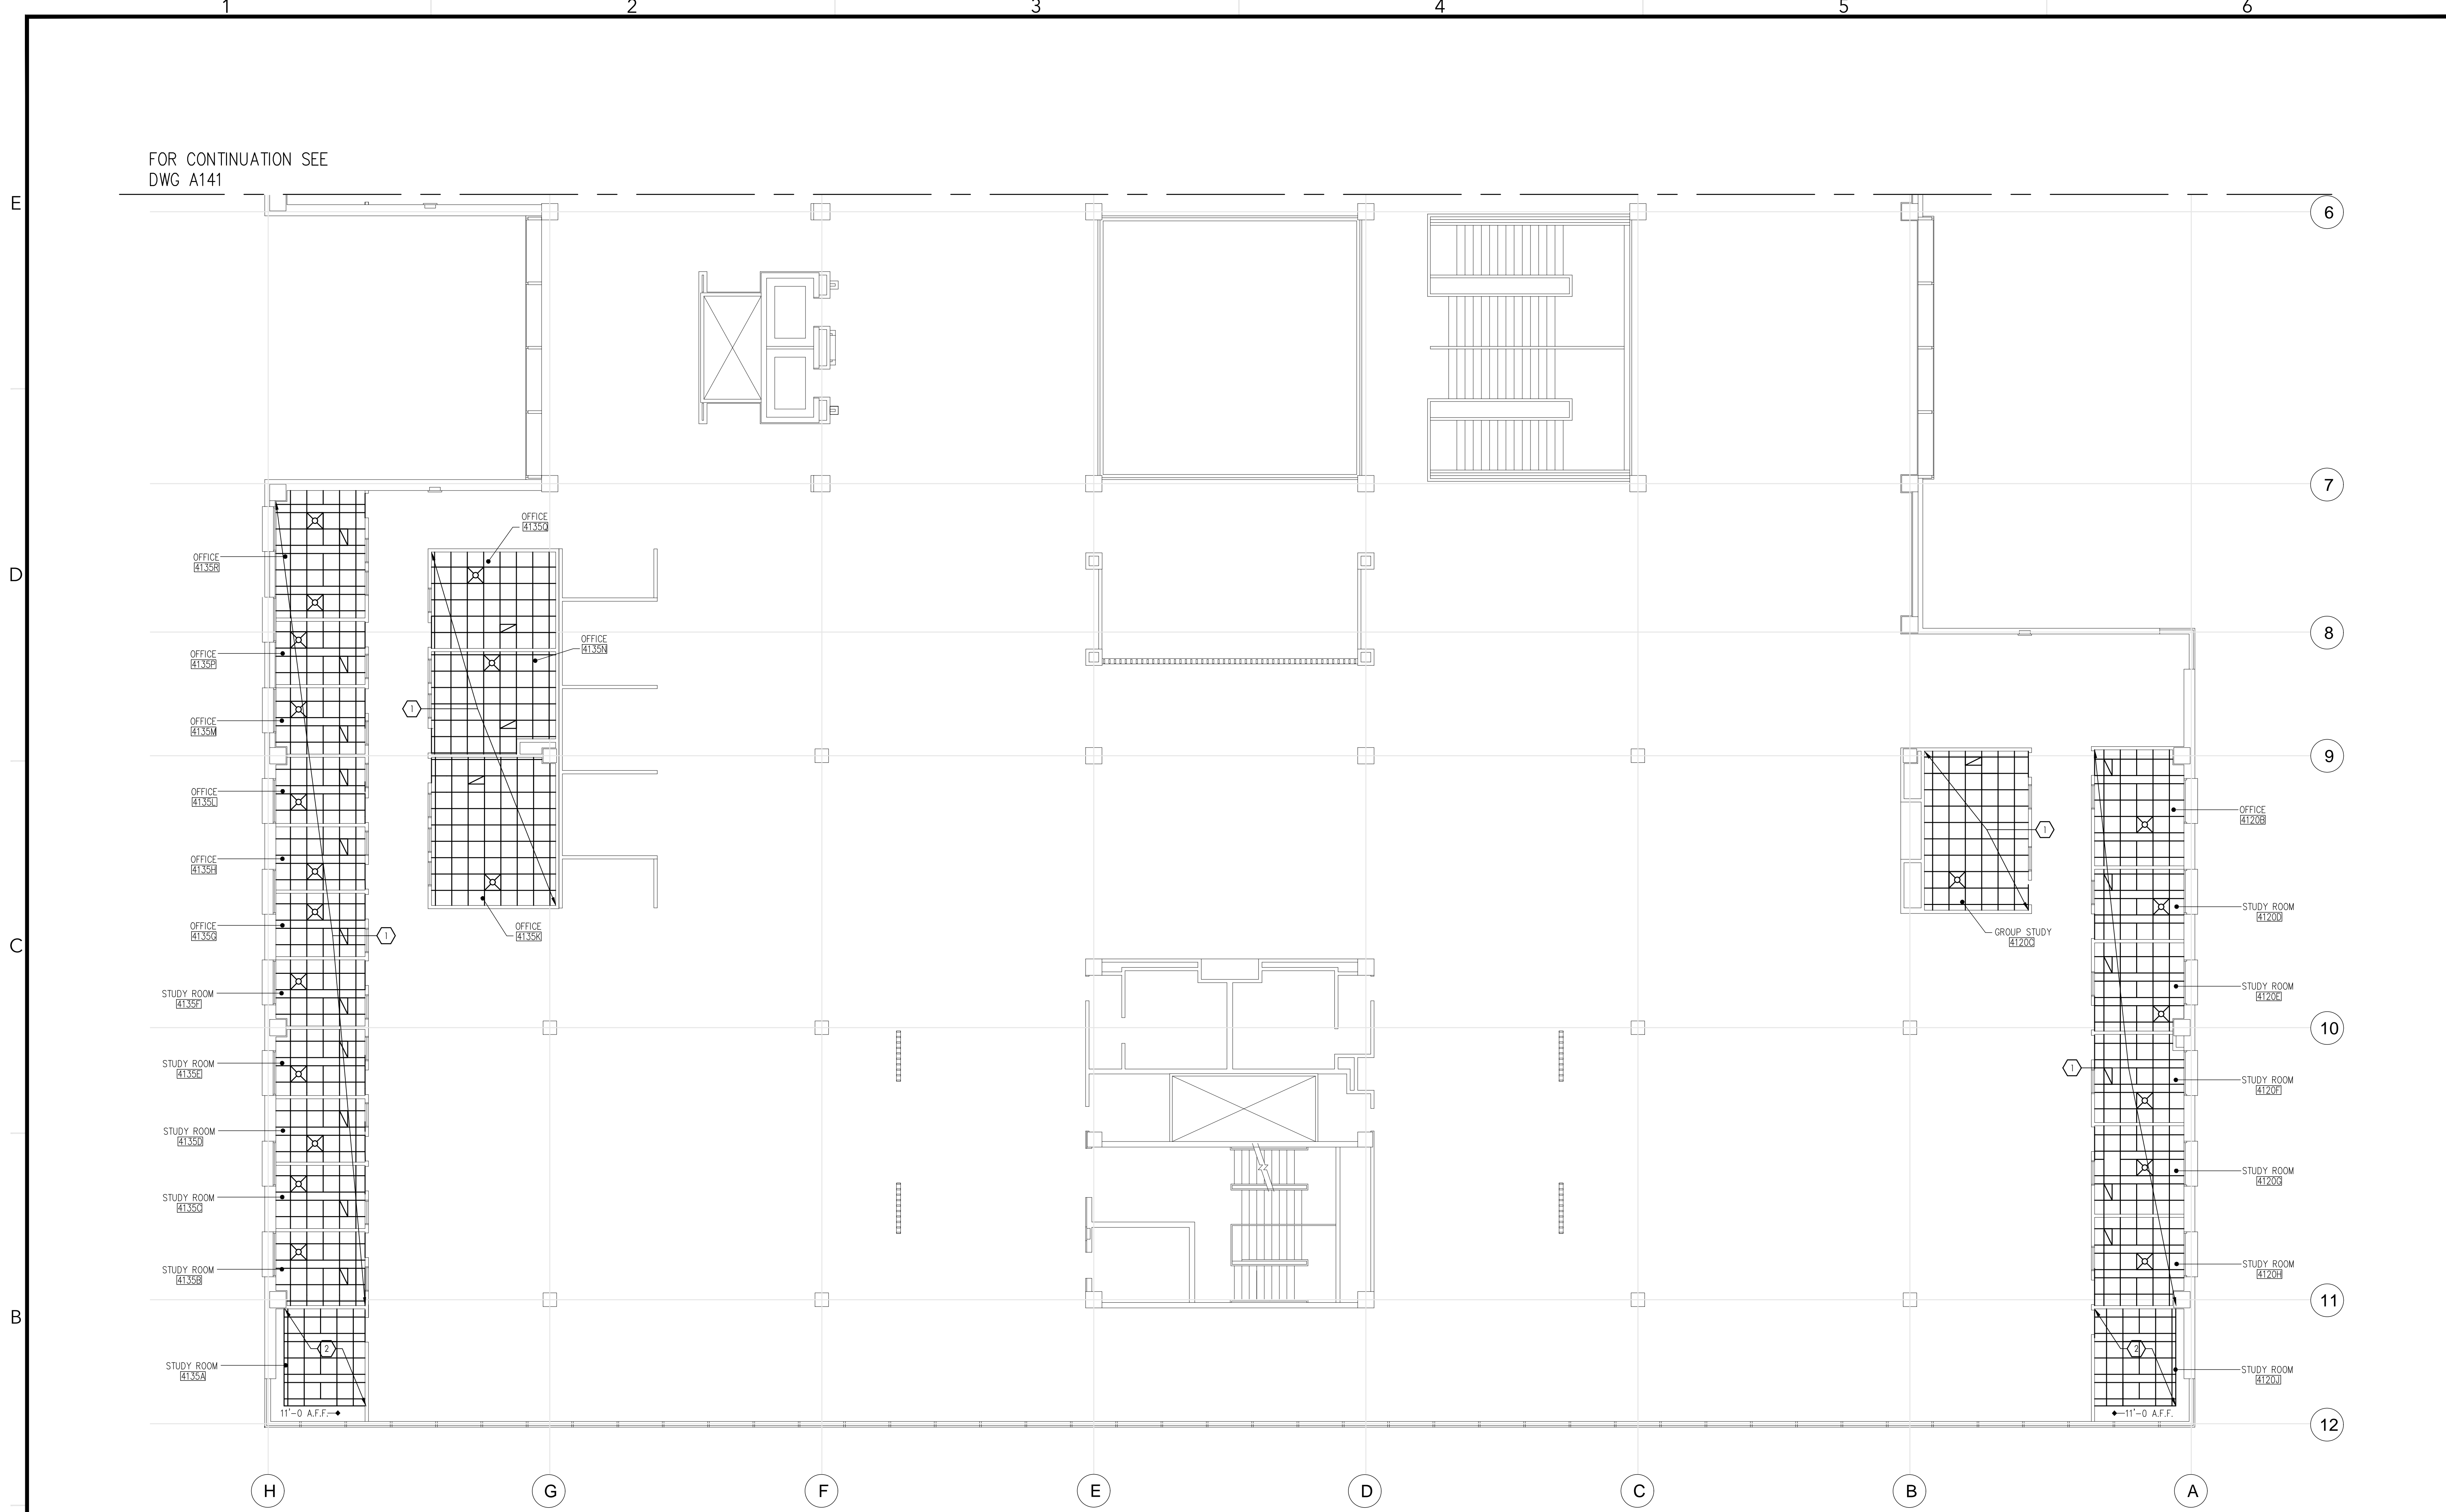 1 2 3 4 5 6
FOR CONTINUATION SEE
DWG A141
E
6
7
OFFICE
4135Q
OFFICE
4135R
D
8
OFFICE
4135N
OFFICE
4135P
1
OFFICE
4135M
9
OFFICE
4135L
OFFICE
4120B
1
OFFICE
4135H
STUDY ROOM
4120D
OFFICE
4135G
OFFICE
4135K
GROUP STUDY
4120C
1
C
STUDY ROOM
4135F
STUDY ROOM
4120E
10
STUDY ROOM
4135E
1
STUDY ROOM
4120F
STUDY ROOM
4135D
STUDY ROOM
4120G
STUDY ROOM
4135C
STUDY ROOM
4135B
STUDY ROOM
4120H
11
B
2
2
STUDY ROOM
4135A
STUDY ROOM
4120J
11'-0 A.F.F.
11'-0 A.F.F.
12
H G F E D C B A